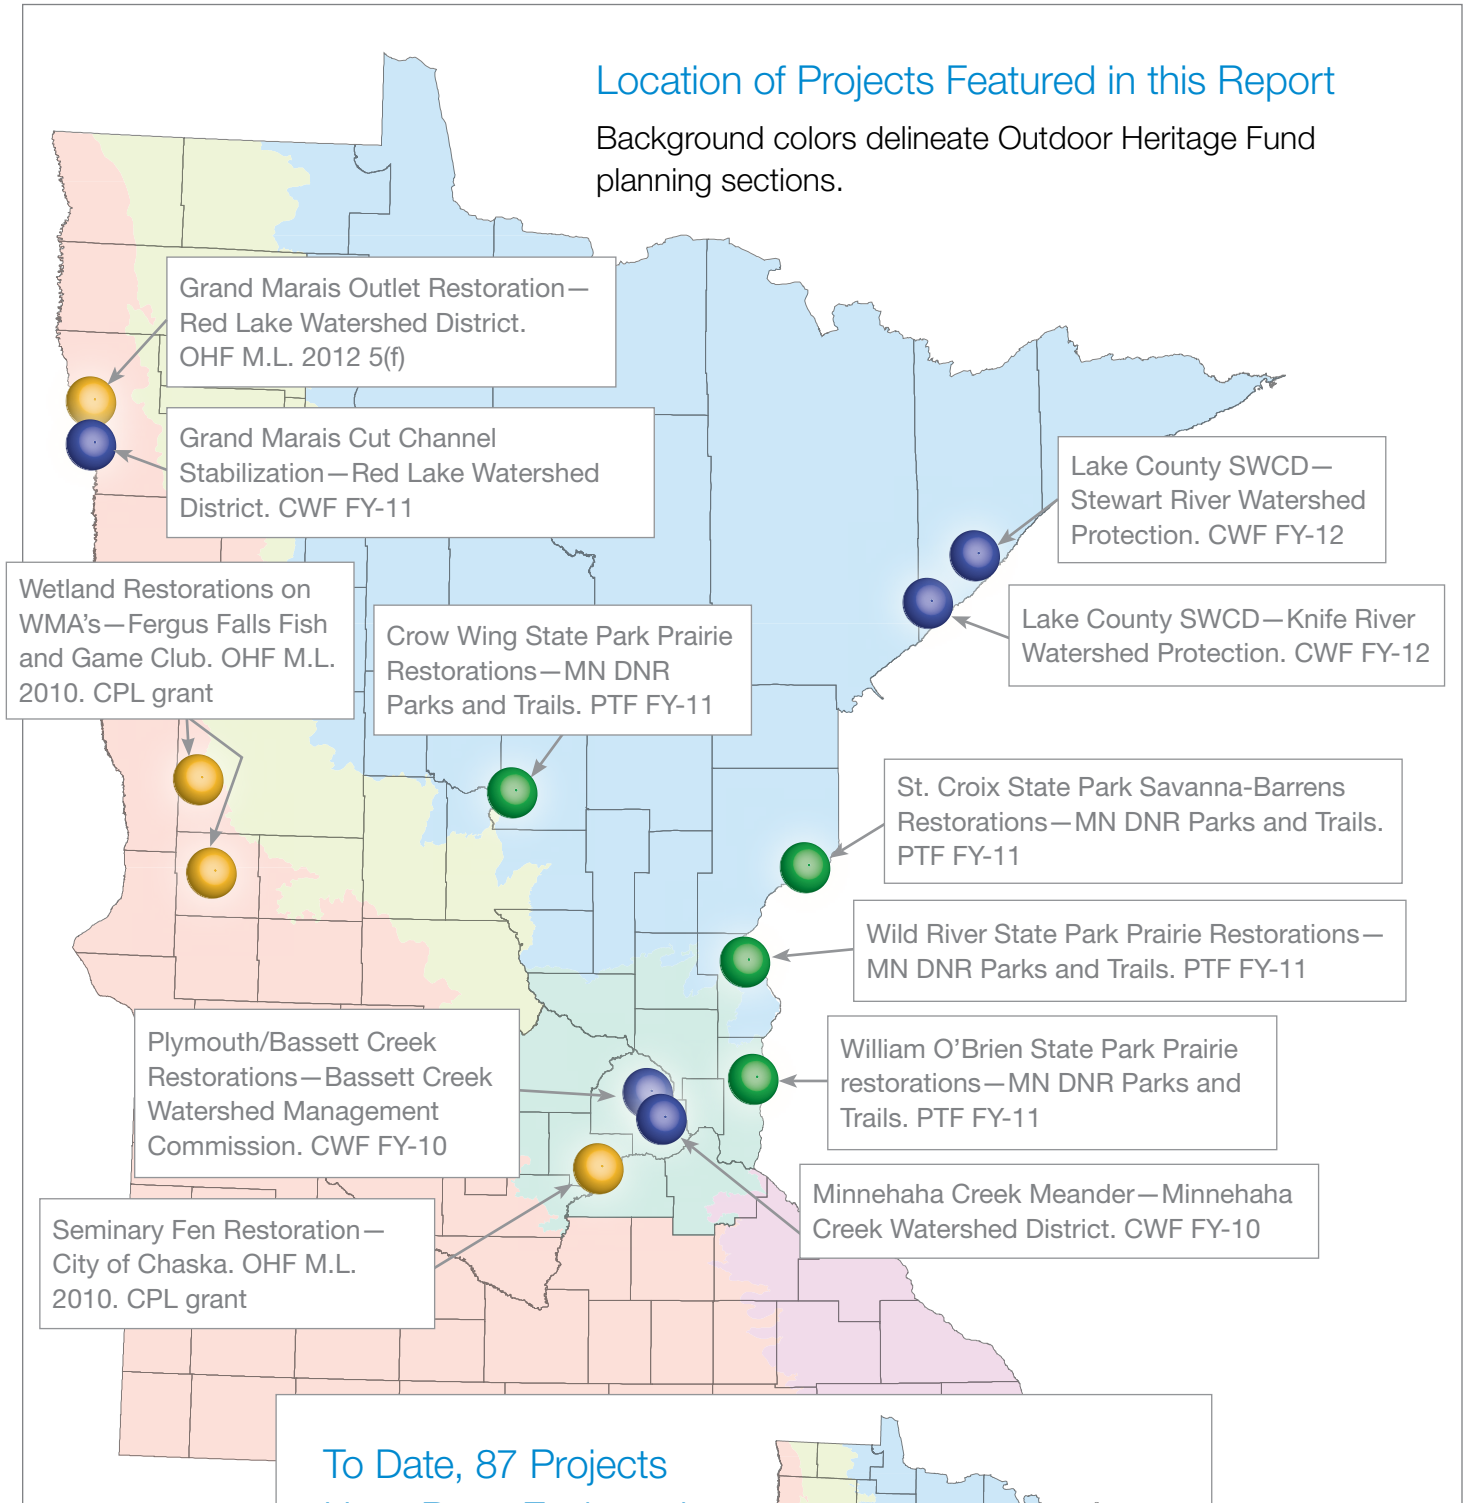 Location of Projects Featured in this Report
Background colors delineate Outdoor Heritage Fund
planning sections.
Grand Marais Outlet Restoration—
Red Lake Watershed District.
OHF M.L. 2012 5(f)
Grand Marais Cut Channel
Stabilization—Red Lake Watershed
District. CWF FY-11
Lake County SWCD—
Stewart River Watershed
Protection. CWF FY-12
Lake County SWCD—Knife River
Watershed Protection. CWF FY-12
Wetland Restorations on
WMA's—Fergus Falls Fish
and Game Club. OHF M.L.
2010. CPL grant
Crow Wing State Park Prairie
Restorations—MN DNR
Parks and Trails. PTF FY-11
St. Croix State Park Savanna-Barrens
Restorations—MN DNR Parks and Trails.
PTF FY-11
Wild River State Park Prairie Restorations—
MN DNR Parks and Trails. PTF FY-11
Plymouth/Bassett Creek
Restorations—Bassett Creek
Watershed Management
Commission. CWF FY-10
William O'Brien State Park Prairie
restorations—MN DNR Parks and
Trails. PTF FY-11
Minnehaha Creek Meander—Minnehaha
Creek Watershed District. CWF FY-10
Seminary Fen Restoration—
City of Chaska. OHF M.L.
2010. CPL grant
To Date, 87 Projects